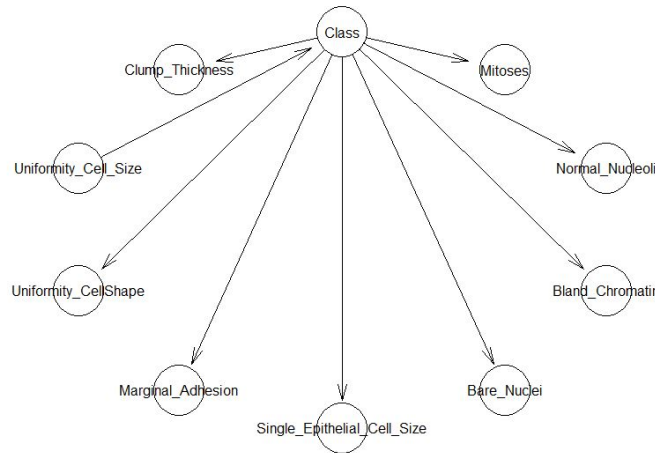 Class
Clump_Thickness
Mitoses
Uniformity_Cell_Size
Normal_Nucleoli
Uniformity_CellShape
Bland_Chromatin
Marginal_Adhesion
Bare_Nuclei
Single_Epithelial_Cell_Size